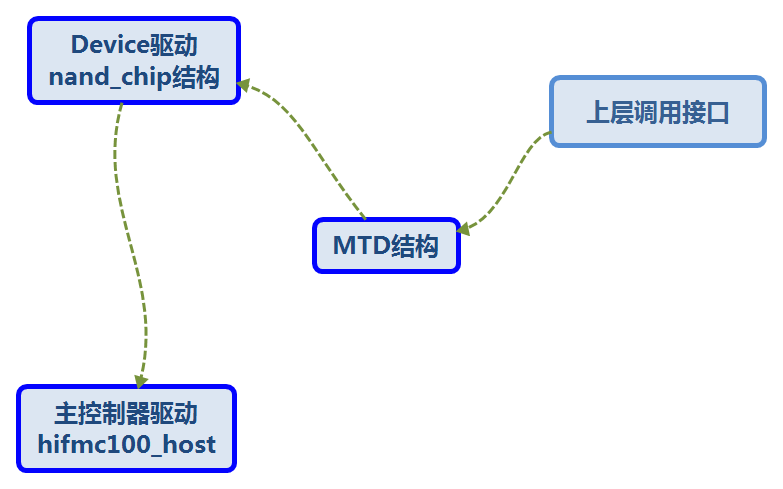 Device驱动
nand_chip结构
上层调用接口
MTD结构
主控制器驱动
hifmc100_host